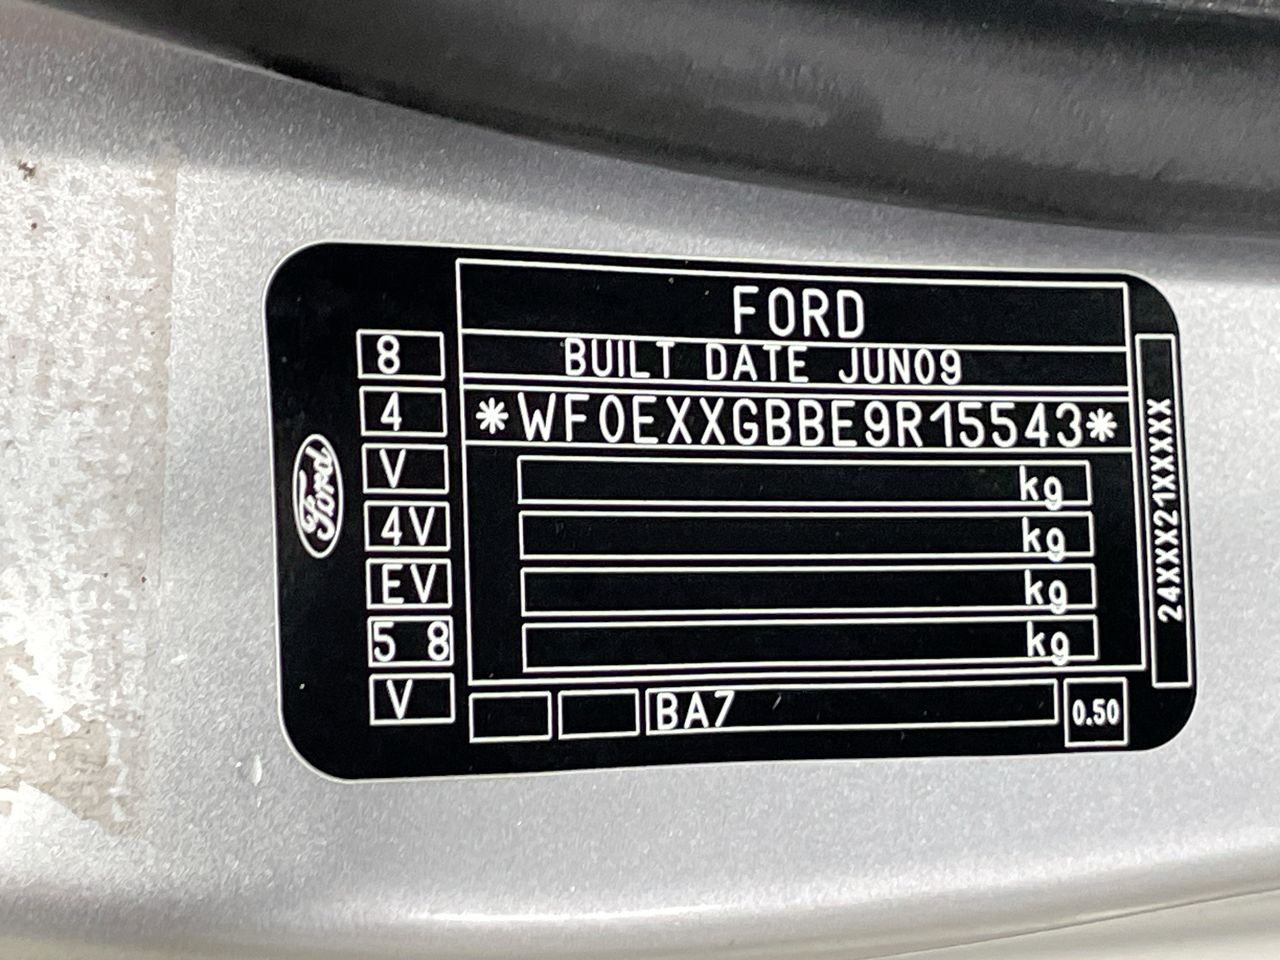 FORD
BUILT DATE JUN09
*WF0EXXGBBE9R15543*
kg
kg
kg
kg
8
4
V
4V
EV
5 8
V
Ford
BA7
0.50
24XXX21XXXX